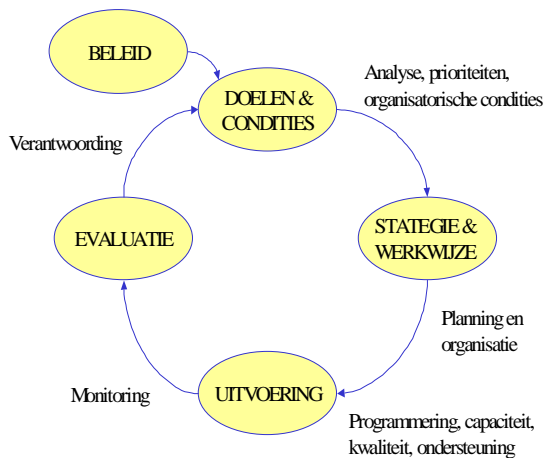 BELEID
DOELEN &
CONDITIES
Analyse, prioriteiten,
organisatorische condities
Verantwoording
EVALUATIE
STATEGIE &
WERKWIJZE
Planning en
organisatie
Monitoring
UITVOERING
Programmering, capaciteit,
kwaliteit, ondersteuning